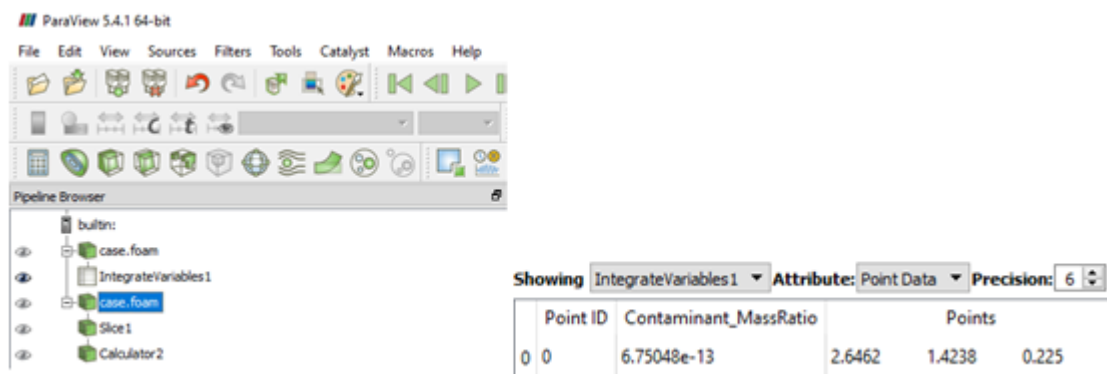 ParaView 5.4.1 64-bit
File Edit View Sources Filters Tools Catalyst Macros Help
Pipeline Browser
builtin:
case.foam
IntegrateVariables1
case.foam
Slice1
Calculator2
Showing IntegrateVariables1 Attribute: Point Data Precision: 6
Point ID Contaminant_MassRatio Points
0 0 6.75048e-13 2.6462 1.4238 0.225